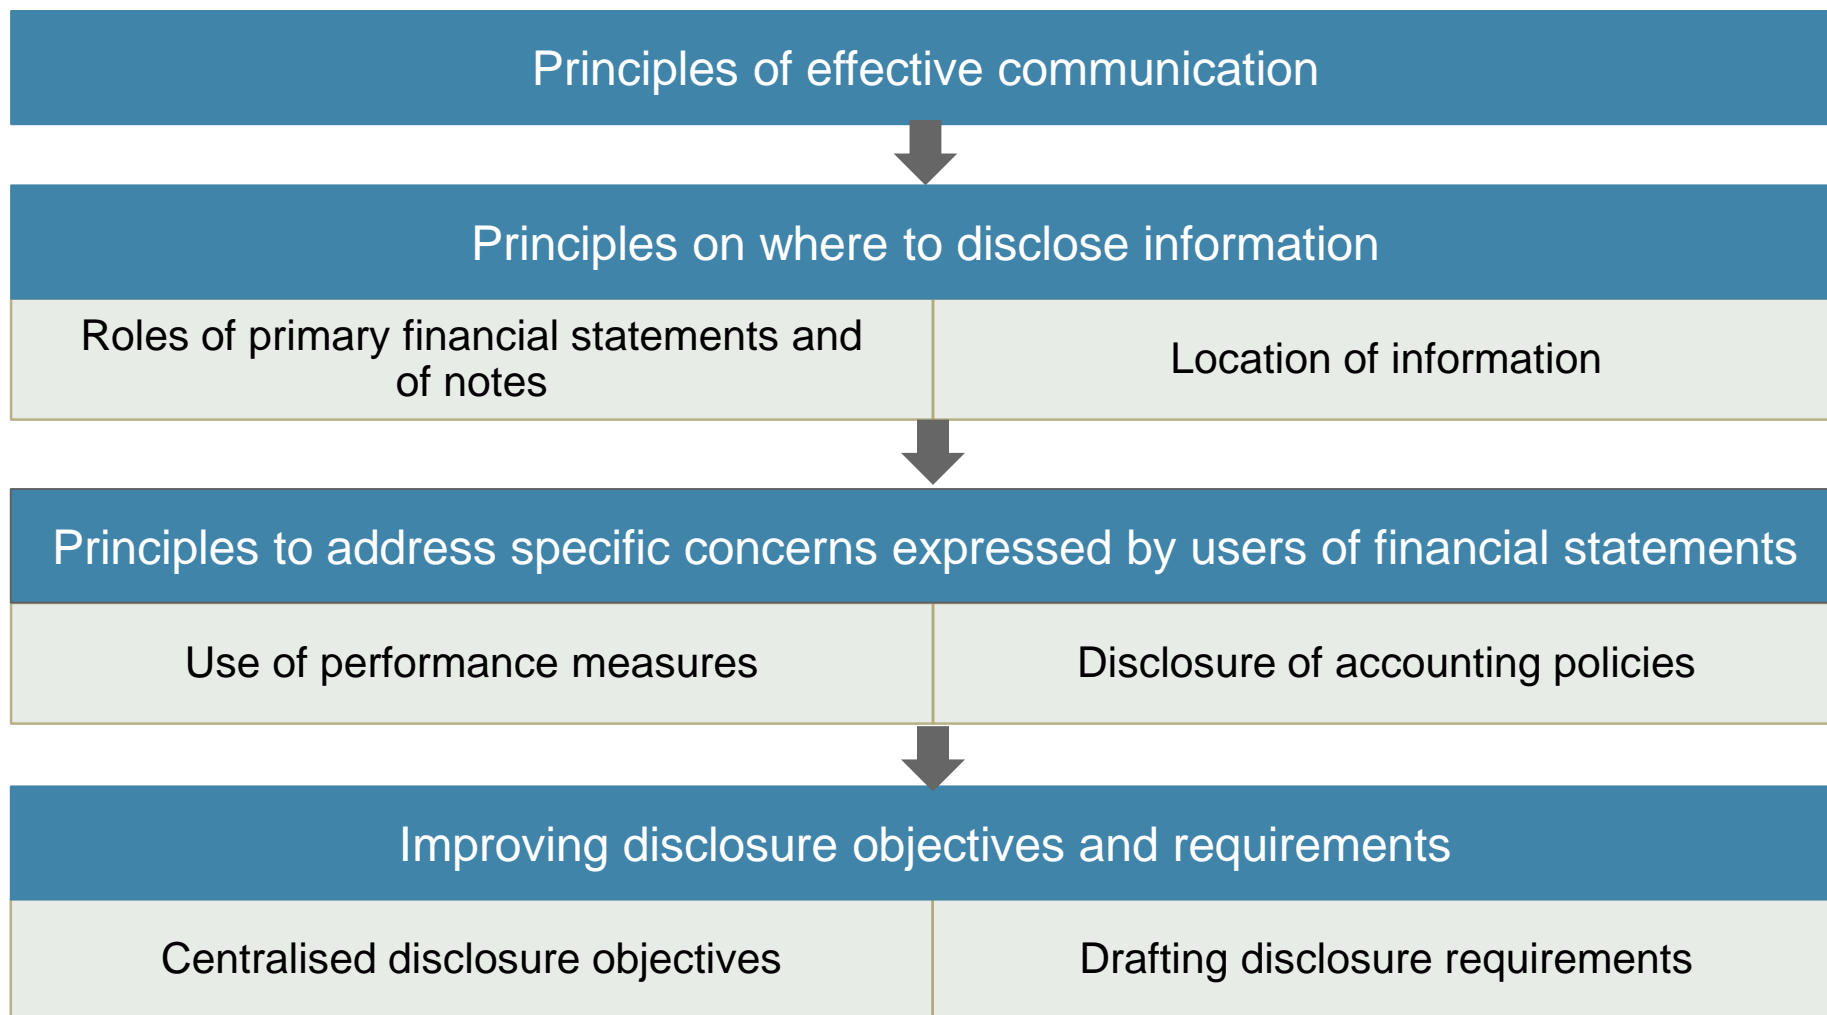 Principles of effective communication
Principles on where to disclose information
Roles of primary financial statements and
of notes
Location of information
Principles to address specific concerns expressed by users of financial statements
Use of performance measures
Disclosure of accounting policies
Improving disclosure objectives and requirements
Centralised disclosure objectives
Drafting disclosure requirements